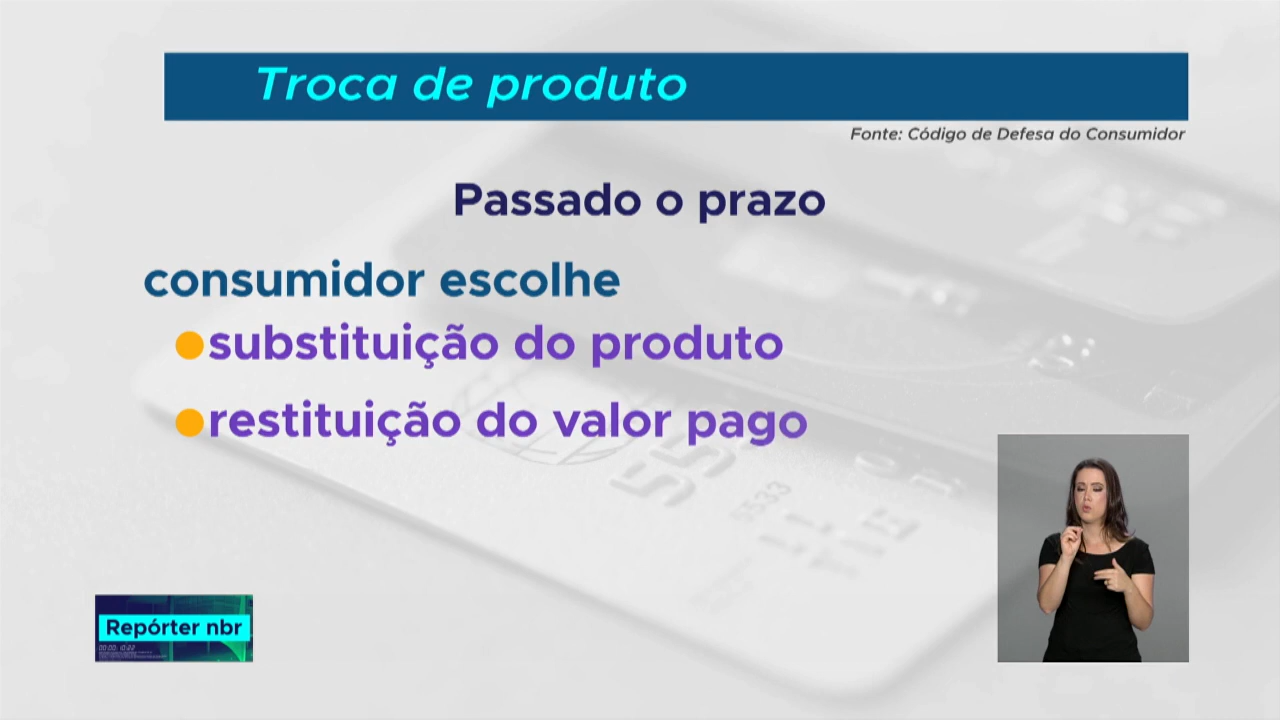 Troca de produto
Fonte: Código de Defesa do Consumidor
Passado o prazo
consumidor escolhe
substituição do produto
restituição do valor pago
Repórter nbr